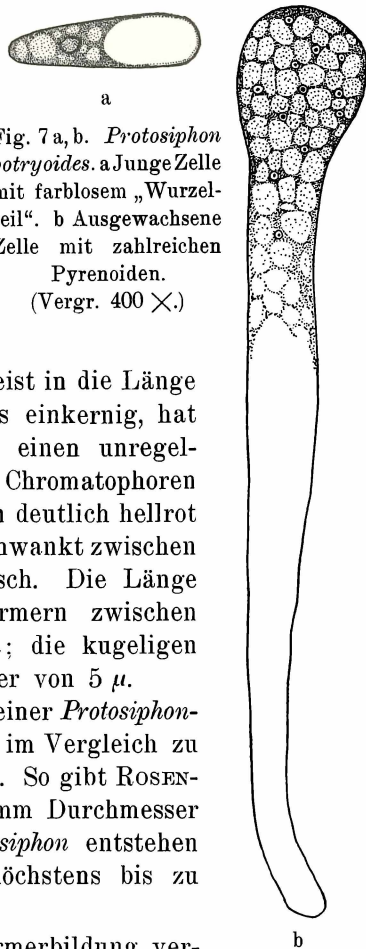 a
Fig. 7 a, b. Protosiphon
botryoides. a Junge Zelle
mit farblosem „Wurzel-
teil“. b Ausgewachsene
Zelle mit zahlreichen
Pyrenoiden.
(Vergr. 400 ×.)
eist in die Länge
s einkernig, hat
einen unregel-
Chromatophoren
n deutlich hellrot
nwankt zwischen
sch. Die Länge
rmern zwischen
; die kugeligen
er von 5 μ.
einer Protosiphon-
im Vergleich zu
. So gibt ROSEN-
mm Durchmesser
siphon entstehen
öchstens bis zu
rmerbildung ver-
b